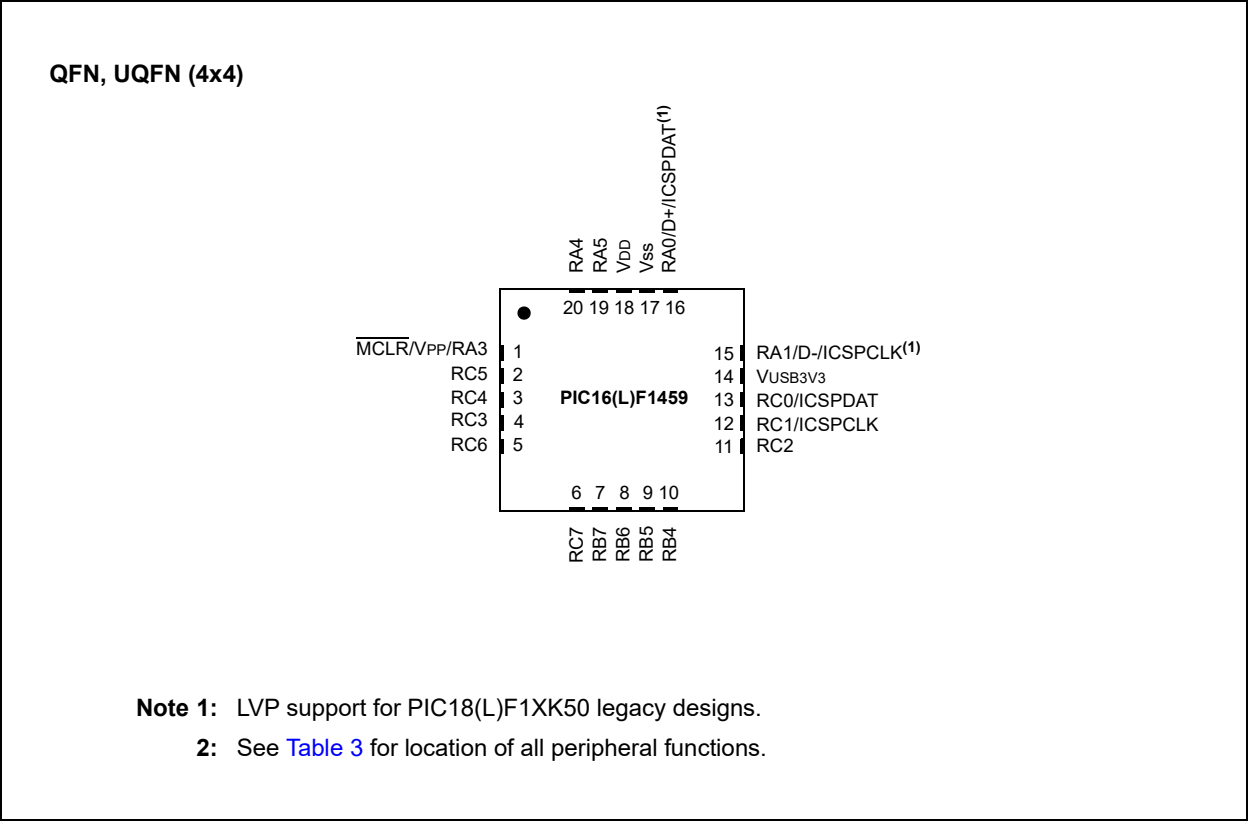 QFN, UQFN (4x4)
RA4
RA5
VDD
Vss
RA0/D+/ICSPDAT(1)
20 19 18 17 16
MCLR/VPP/RA3 1
RC5 2
RC4 3
RC3 4
RC6 5
PIC16(L)F1459
15 RA1/D-/ICSPCLK(1)
14 VUSB3V3
13 RC0/ICSPDAT
12 RC1/ICSPCLK
11 RC2
6 7 8 9 10
RC7
RB7
RB6
RB5
RB4
Note 1: LVP support for PIC18(L)F1XK50 legacy designs.
2: See Table 3 for location of all peripheral functions.